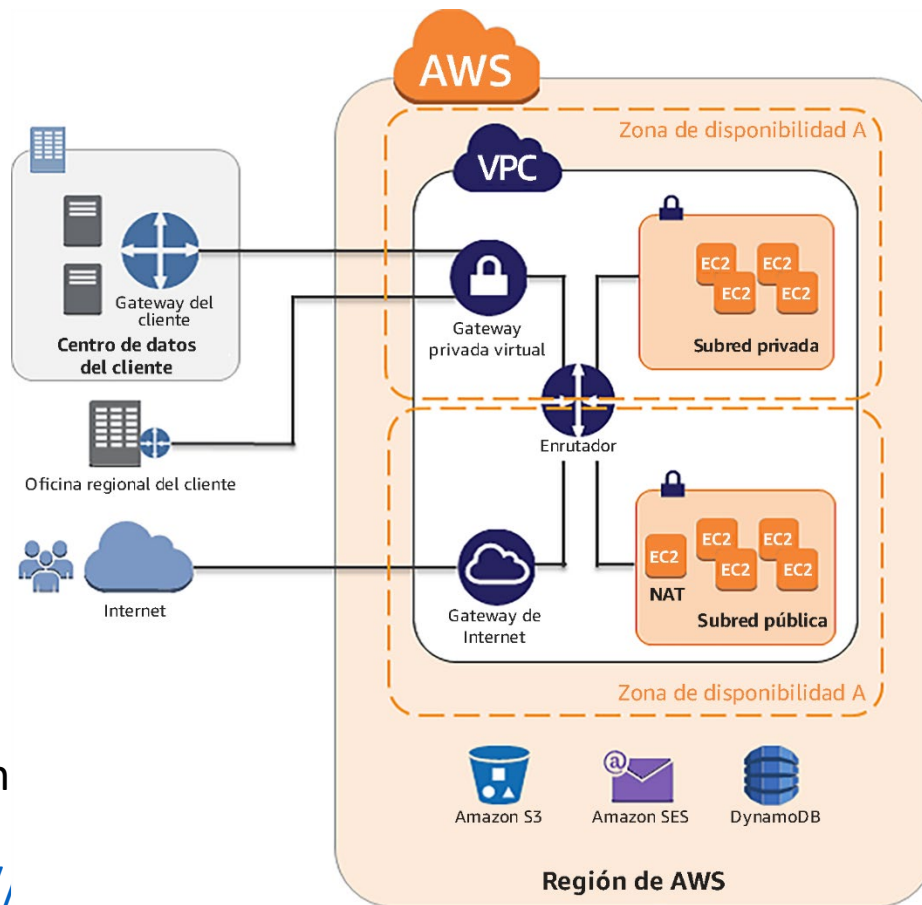 AWS
Zona de disponibilidad A
VPC
Gateway del
cliente
Centro de datos
del cliente
Gateway
privada virtual
EC2
EC2
EC2
EC2
Subred privada
Enrutador
Oficina regional del cliente
Internet
Gateway de
Internet
EC2
NAT
EC2
EC2
EC2
EC2
Subred pública
Zona de disponibilidad A
@
Amazon S3
Amazon SES
DynamoDB
Región de AWS